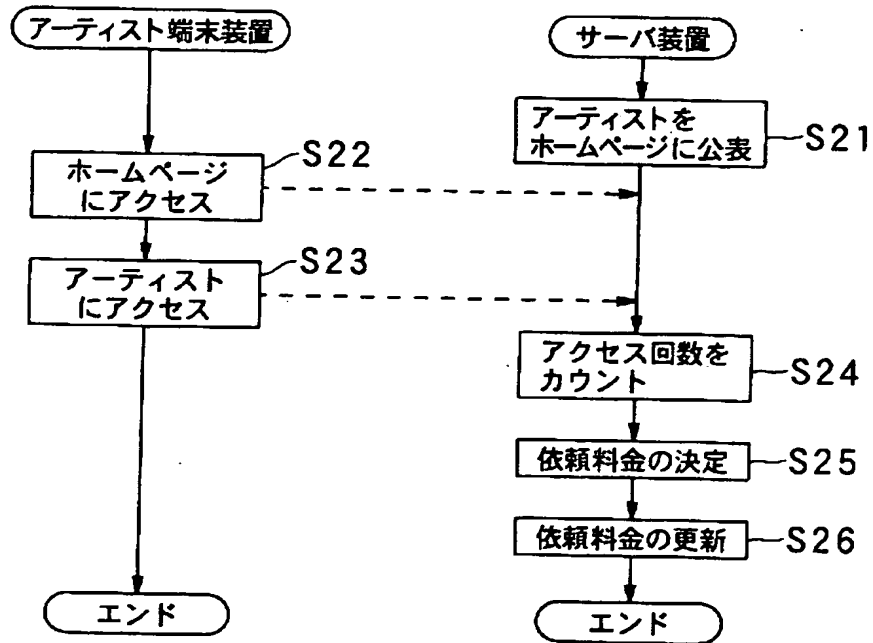 アーティスト端末装置
サーバ装置
アーティストを
ホームページに公表
S21
ホームページ
にアクセス
S22
アーティスト
にアクセス
S23
アクセス回数を
カウント
S24
依頼料金の決定
S25
依頼料金の更新
S26
エンド
エンド